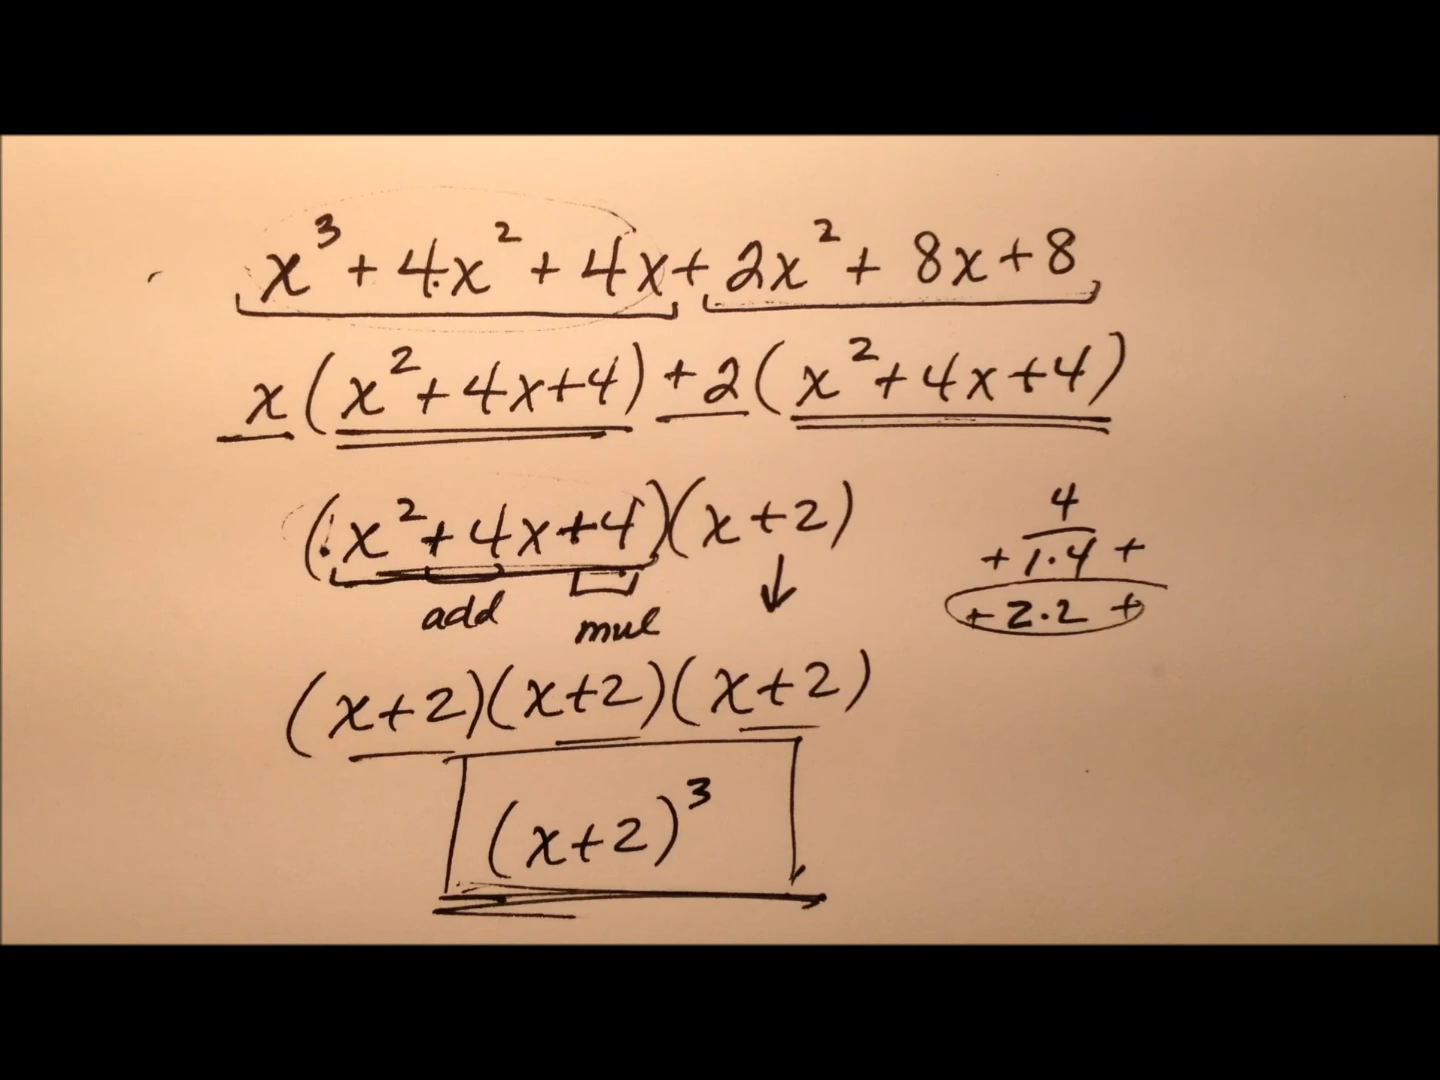 x³ + 4x² + 4x + 2x² + 8x + 8
x(x² + 4x + 4) + 2(x² + 4x + 4)
(x² + 4x + 4)(x + 2)
add mul
4
+ 1·4 +
+ 2·2 +
(x+2)(x+2)(x+2)
(x+2)³